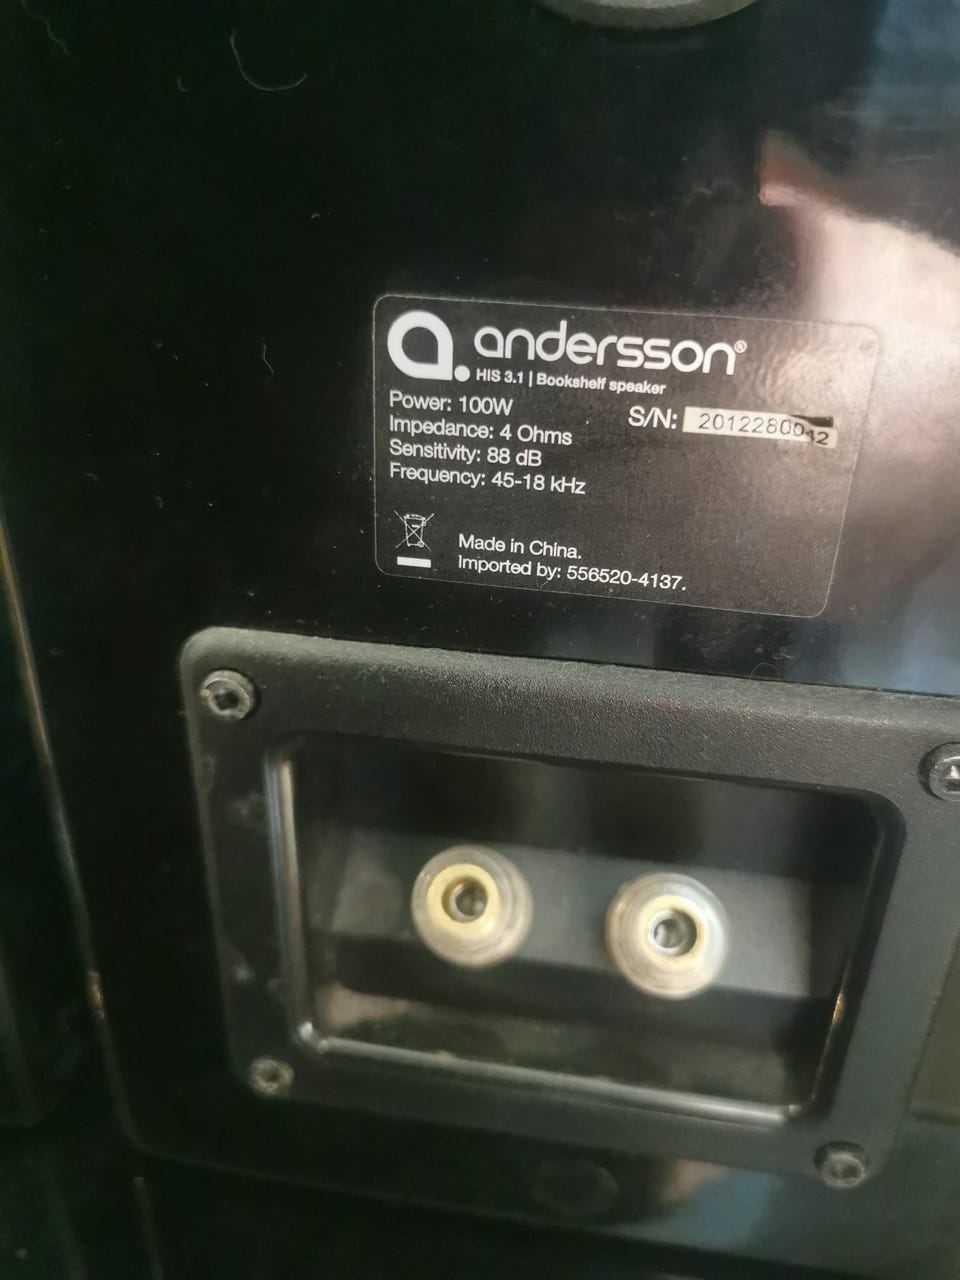 a. andersson®
HIS 3.1 | Bookshelf speaker
Power: 100W
S/N: 2012280042
Impedance: 4 Ohms
Sensitivity: 88 dB
Frequency: 45-18 kHz
Made in China.
Imported by: 556520-4137.